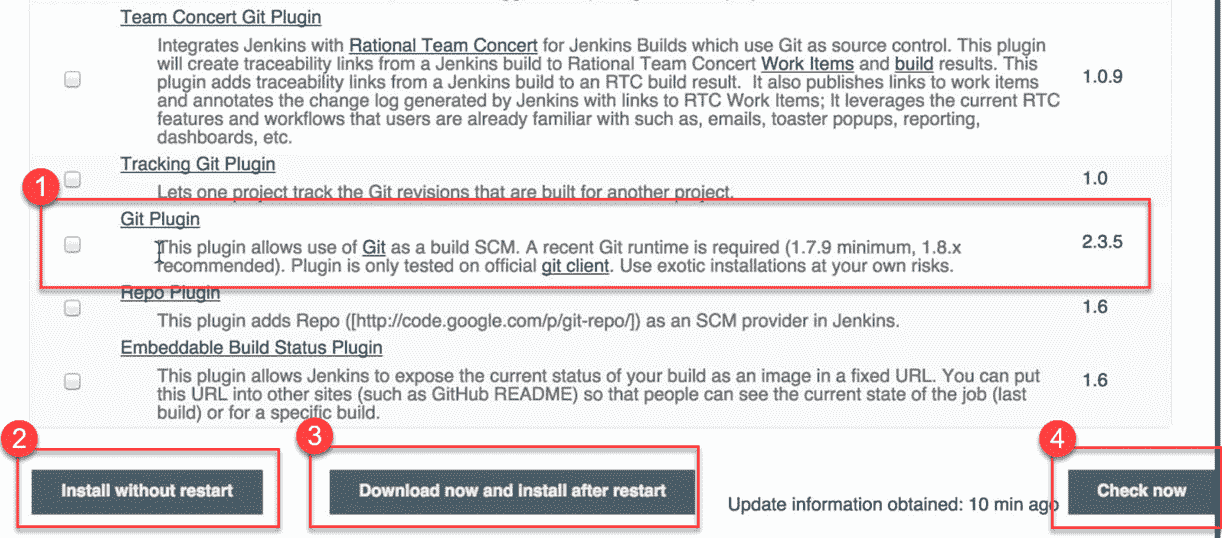 Team Concert Git Plugin
Integrates Jenkins with Rational Team Concert for Jenkins Builds which use Git as source control. This plugin
will create traceability links from a Jenkins build to Rational Team Concert Work Items and build results. This
plugin adds traceability links from a Jenkins build to an RTC build result. It also publishes links to work items
and annotates the change log generated by Jenkins with links to RTC Work Items; It leverages the current RTC
features and workflows that users are already familiar with such as, emails, toaster popups, reporting,
dashboards, etc.
1.0.9
Tracking Git Plugin
Lets one project track the Git revisions that are built for another project.
1.0
1
Git Plugin
This plugin allows use of Git as a build SCM. A recent Git runtime is required (1.7.9 minimum, 1.8.x
recommended). Plugin is only tested on official git client. Use exotic installations at your own risks.
2.3.5
Repo Plugin
This plugin adds Repo ([http://code.google.com/p/git-repo/]) as an SCM provider in Jenkins.
1.6
Embeddable Build Status Plugin
This plugin allows Jenkins to expose the current status of your build as an image in a fixed URL. You can put
this URL into other sites (such as GitHub README) so that people can see the current state of the job (last
build) or for a specific build.
1.6
2
Install without restart
3
Download now and install after restart
Update information obtained: 10 min ago
4
Check now